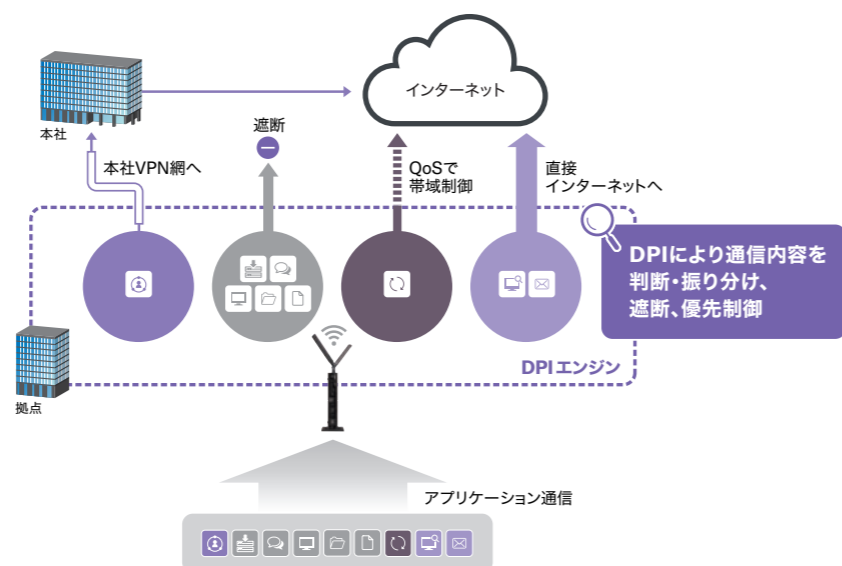 インターネット
本社
遮断
本社VPN網へ
QoSで
帯域制御
直接
インターネットへ
DPIにより通信内容を
判断・振り分け、
遮断、優先制御
DPIエンジン
拠点
アプリケーション通信